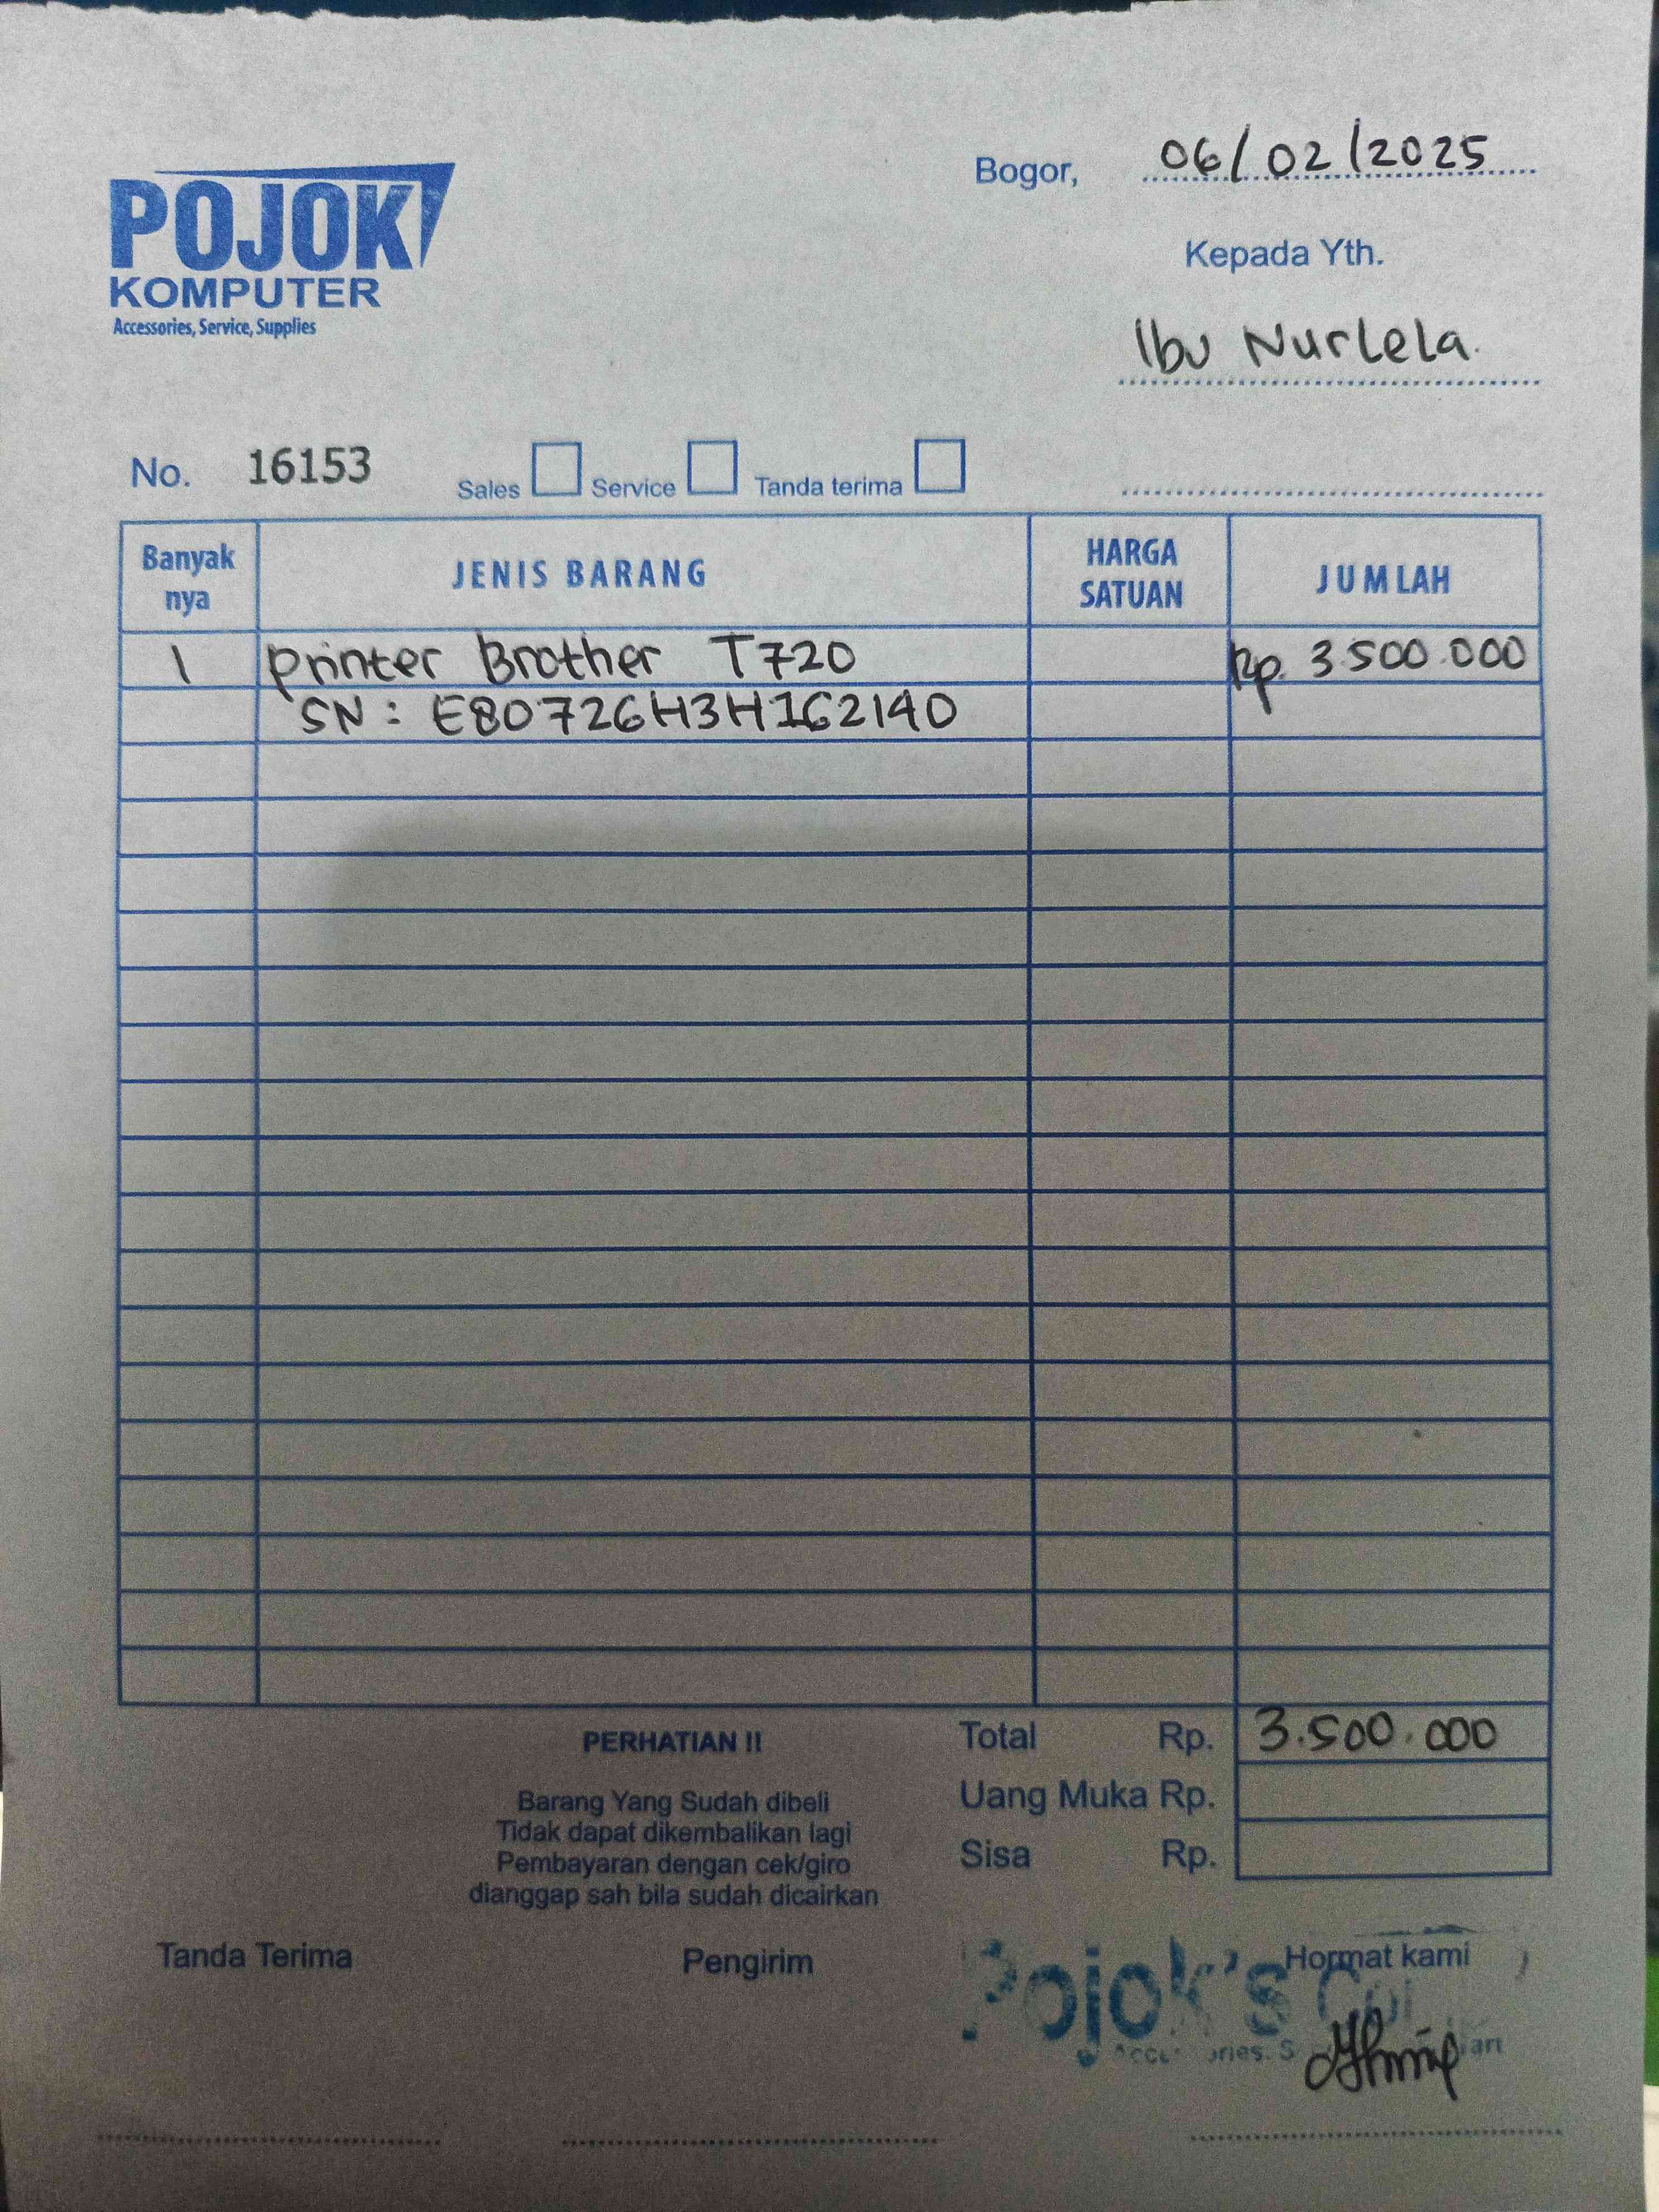 Bogor, 06/02/2025
POJOK
KOMPUTER
Accessories, Service, Supplies
Kepada Yth.
Ibu Nurlela.
No. 16153 Sales Service Tanda terima
Banyak nya JENIS BARANG HARGA SATUAN JUMLAH
1 Printer Brother T720 Rp. 3.500.000
SN : E80726H3H162140
Total Rp. 3.500.000
Uang Muka Rp.
Sisa Rp.
PERHATIAN !!
Barang Yang Sudah dibeli
Tidak dapat dikembalikan lagi
Pembayaran dengan cek/giro
dianggap sah bila sudah dicairkan
Tanda Terima Pengirim Hormat kami
Pojok's